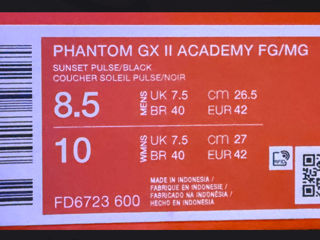 PHANTOM GX II ACADEMY FG/MG
SUNSET PULSE/BLACK
COUCHER SOLEIL PULSE/NOIR
8.5 MENS UK 7.5 CM 26.5
BR 40 EUR 42
10 WMNS UK 7.5 CM 27
BR 40 EUR 42
MADE IN INDONESIA /
FABRIQUE EN INDONESIE /
FABRICADO NA INDONÉSIA /
HECHO EN INDONESIA
FD6723 600